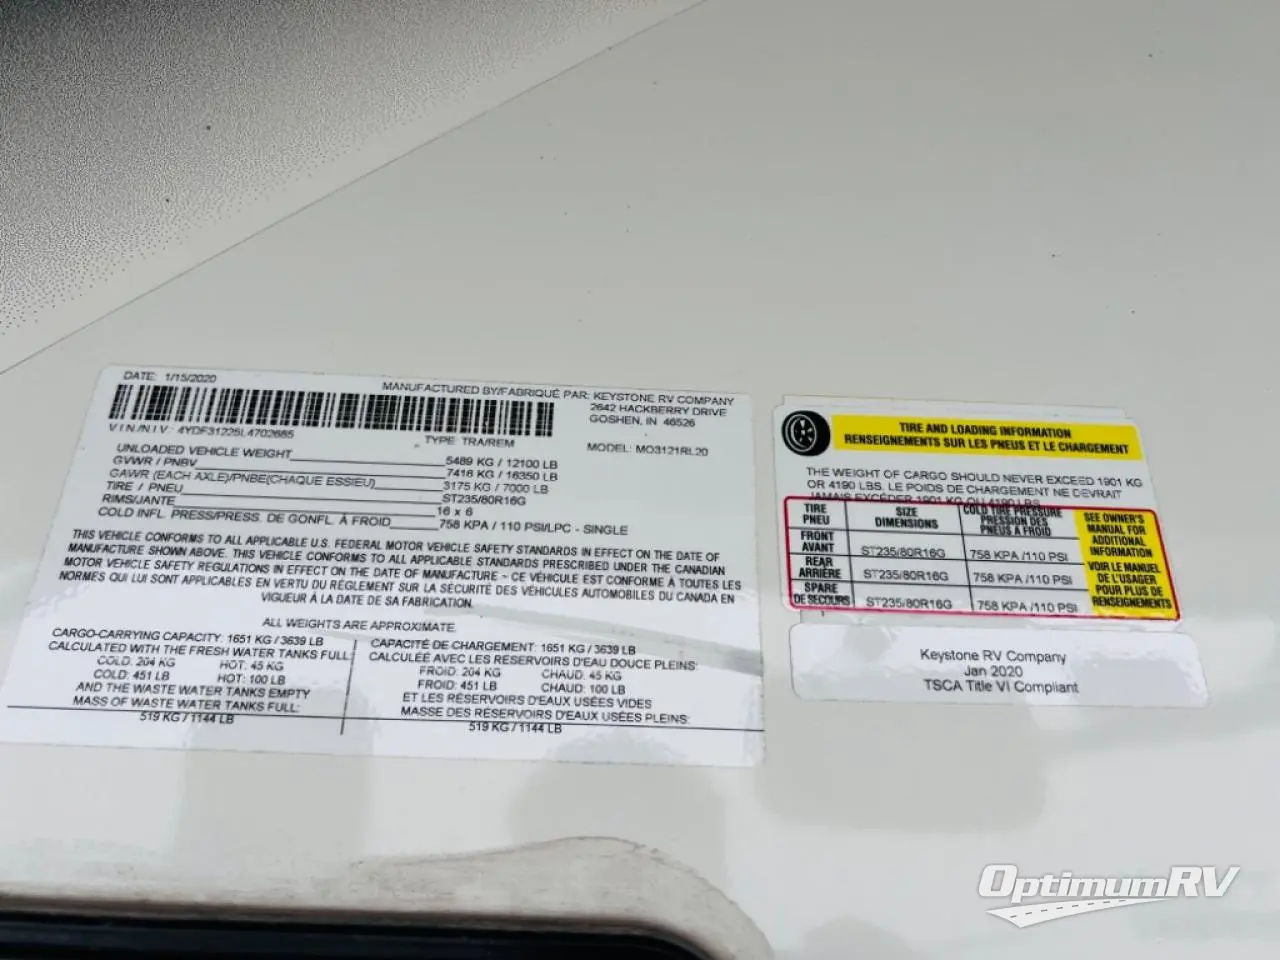 DATE: 1/15/2020
MANUFACTURED BY/FABRIQUÉ PAR: KEYSTONE RV COMPANY
2642 HACKBERRY DRIVE
GOSHEN, IN 46526
V I N /N I V : 4YDF31225L4702685
TYPE: TRA/REM
MODEL: MO3121RL20
UNLOADED VEHICLE WEIGHT 5489 KG / 12100 LB
GVWR / PNBV 7416 KG / 16350 LB
GAWR (EACH AXLE)/PNBE(CHAQUE ESSIEU) 3175 KG / 7000 LB
TIRE / PNEU ST235/80R16G
RIMS/JANTE 16 x 6
COLD INFL. PRESS/PRESS. DE GONFL. À FROID 758 KPA / 110 PSI/LPC - SINGLE
THIS VEHICLE CONFORMS TO ALL APPLICABLE U.S. FEDERAL MOTOR VEHICLE SAFETY STANDARDS IN EFFECT ON THE DATE OF
MANUFACTURE SHOWN ABOVE. THIS VEHICLE CONFORMS TO ALL APPLICABLE STANDARDS PRESCRIBED UNDER THE CANADIAN
MOTOR VEHICLE SAFETY REGULATIONS IN EFFECT ON THE DATE OF MANUFACTURE ~ CE VÉHICULE EST CONFORME À TOUTES LES
NORMES QUI LUI SONT APPLICABLES EN VERTU DU RÈGLEMENT SUR LA SÉCURITÉ DES VÉHICULES AUTOMOBILES DU CANADA EN
VIGUEUR À LA DATE DE SA FABRICATION.
ALL WEIGHTS ARE APPROXIMATE.
CARGO-CARRYING CAPACITY: 1651 KG / 3639 LB
CALCULATED WITH THE FRESH WATER TANKS FULL:
COLD: 204 KG HOT: 45 KG
COLD: 451 LB HOT: 100 LB
AND THE WASTE WATER TANKS EMPTY
MASS OF WASTE WATER TANKS FULL:
519 KG / 1144 LB
CAPACITÉ DE CHARGEMENT: 1651 KG / 3639 LB
CALCULÉE AVEC LES RESERVOIRS D'EAU DOUCE PLEINS:
FROID: 204 KG CHAUD: 45 KG
FROID: 451 LB CHAUD: 100 LB
ET LES RÉSERVOIRS D'EAUX USÉES VIDES
MASSE DES RÉSERVOIRS D'EAUX USÉES PLEINS:
519 KG / 1144 LB
TIRE AND LOADING INFORMATION
RENSEIGNEMENTS SUR LES PNEUS ET LE CHARGEMENT
THE WEIGHT OF CARGO SHOULD NEVER EXCEED 1901 KG
OR 4190 LBS. LE POIDS DE CHARGEMENT NE DEVRAIT
JAMAIS EXCÉDER 1901 KG OU 4190 LBS.
TIRE
PNEU
SIZE
DIMENSIONS
COLD TIRE PRESSURE
PRESSION DES
PNEUS À FROID
FRONT
AVANT
ST235/80R16G 758 KPA /110 PSI
REAR
ARRIÈRE
ST235/80R16G 758 KPA /110 PSI
SPARE
DE SECOURS
ST235/80R16G 758 KPA /110 PSI
SEE OWNER'S
MANUAL FOR
ADDITIONAL
INFORMATION
VOIR LE MANUEL
DE L'USAGER
POUR PLUS DE
RENSEIGNEMENTS
Keystone RV Company
Jan 2020
TSCA Title VI Compliant
OptimumRV